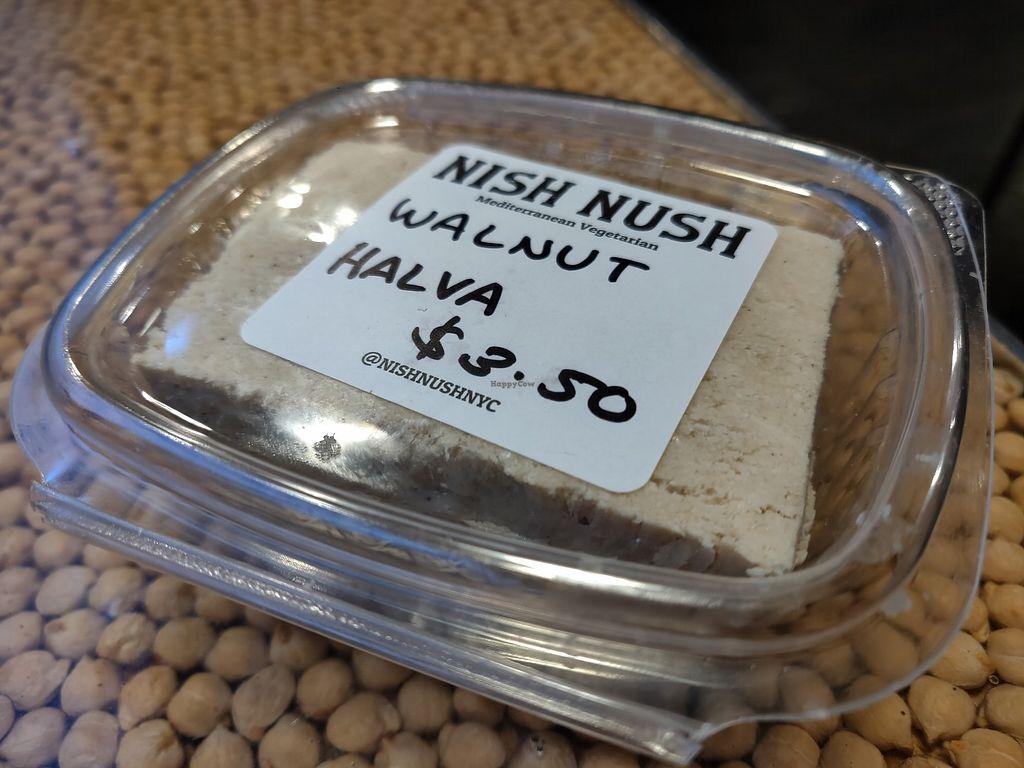 NISH NUSH
Mediterranean Vegetarian
WALNUT
HALVA
$3.50
@NISHNUSHNYC
HappyCow